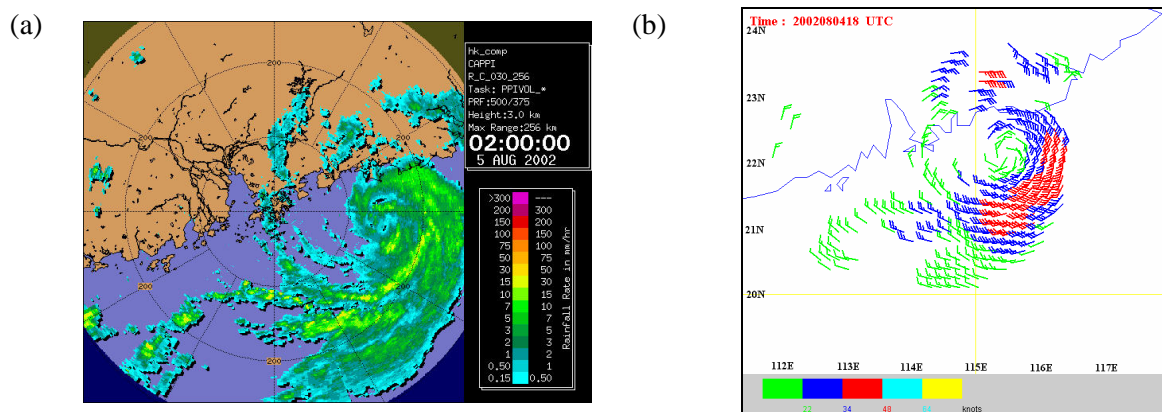 (a)
hk_comp
CAPPI
R_C_030_256
Task: PPIVOL_*
PRF:500/375
Height:3.0 km
Max Range:256 km
02:00:00
5 AUG 2002
200
200
200
200
200
200
>300 ---
200 300
150 200
100 150
75 100
50 75
30 50
15 30
10 15
7 10
5 7
3 5
2 3
1 2
0.50 1
0.15 0.50
Rainfall Rate in mm/hr
(b)
Time : 2002080418 UTC
24N
23N
22N
21N
20N
112E 113E 114E 115E 116E 117E
22 34 48 knots